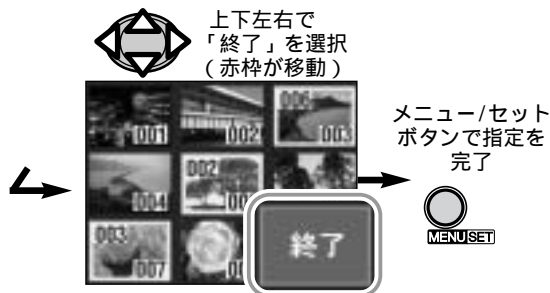 上下左右で
「終了」を選択
（赤枠が移動）
006
001
002
003
メニュー/セット
ボタンで指定を
完了
002
004
003
007
終了
MENU SET